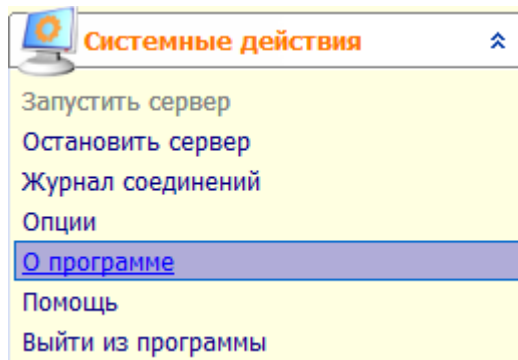 Системные действия
Запустить сервер
Остановить сервер
Журнал соединений
Опции
О программе
Помощь
Выйти из программы